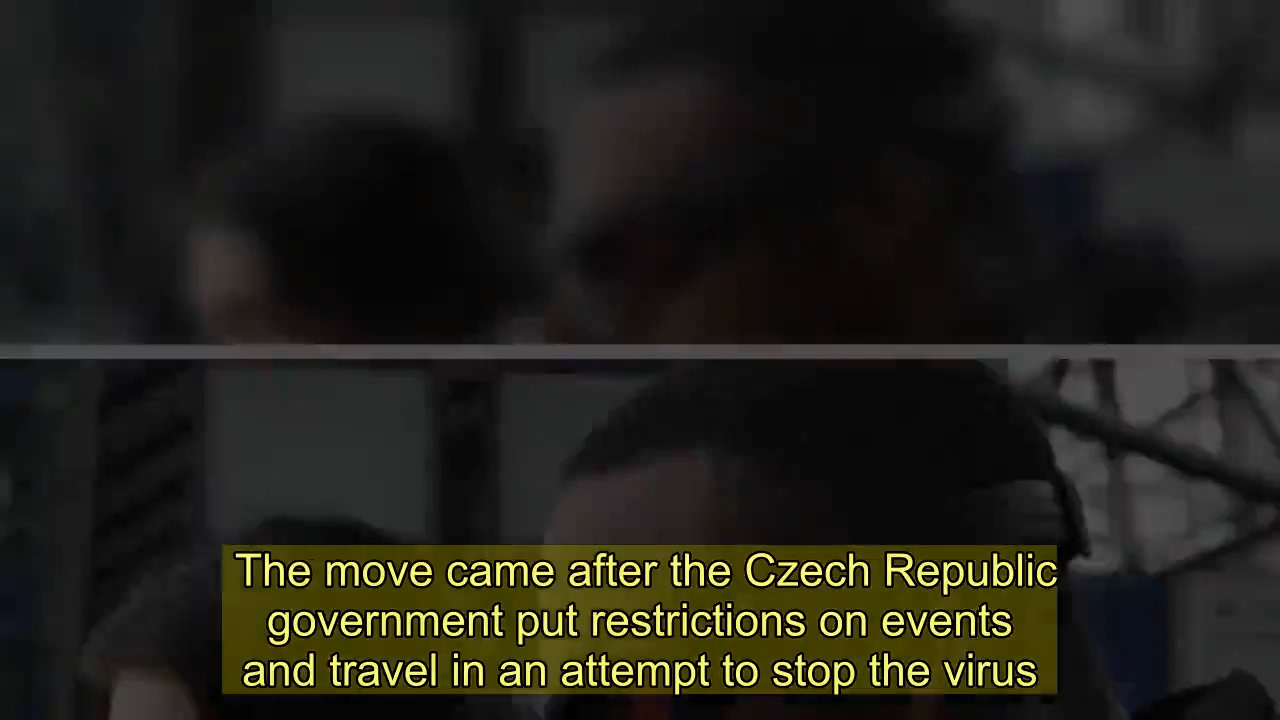 The move came after the Czech Republic
government put restrictions on events
and travel in an attempt to stop the virus